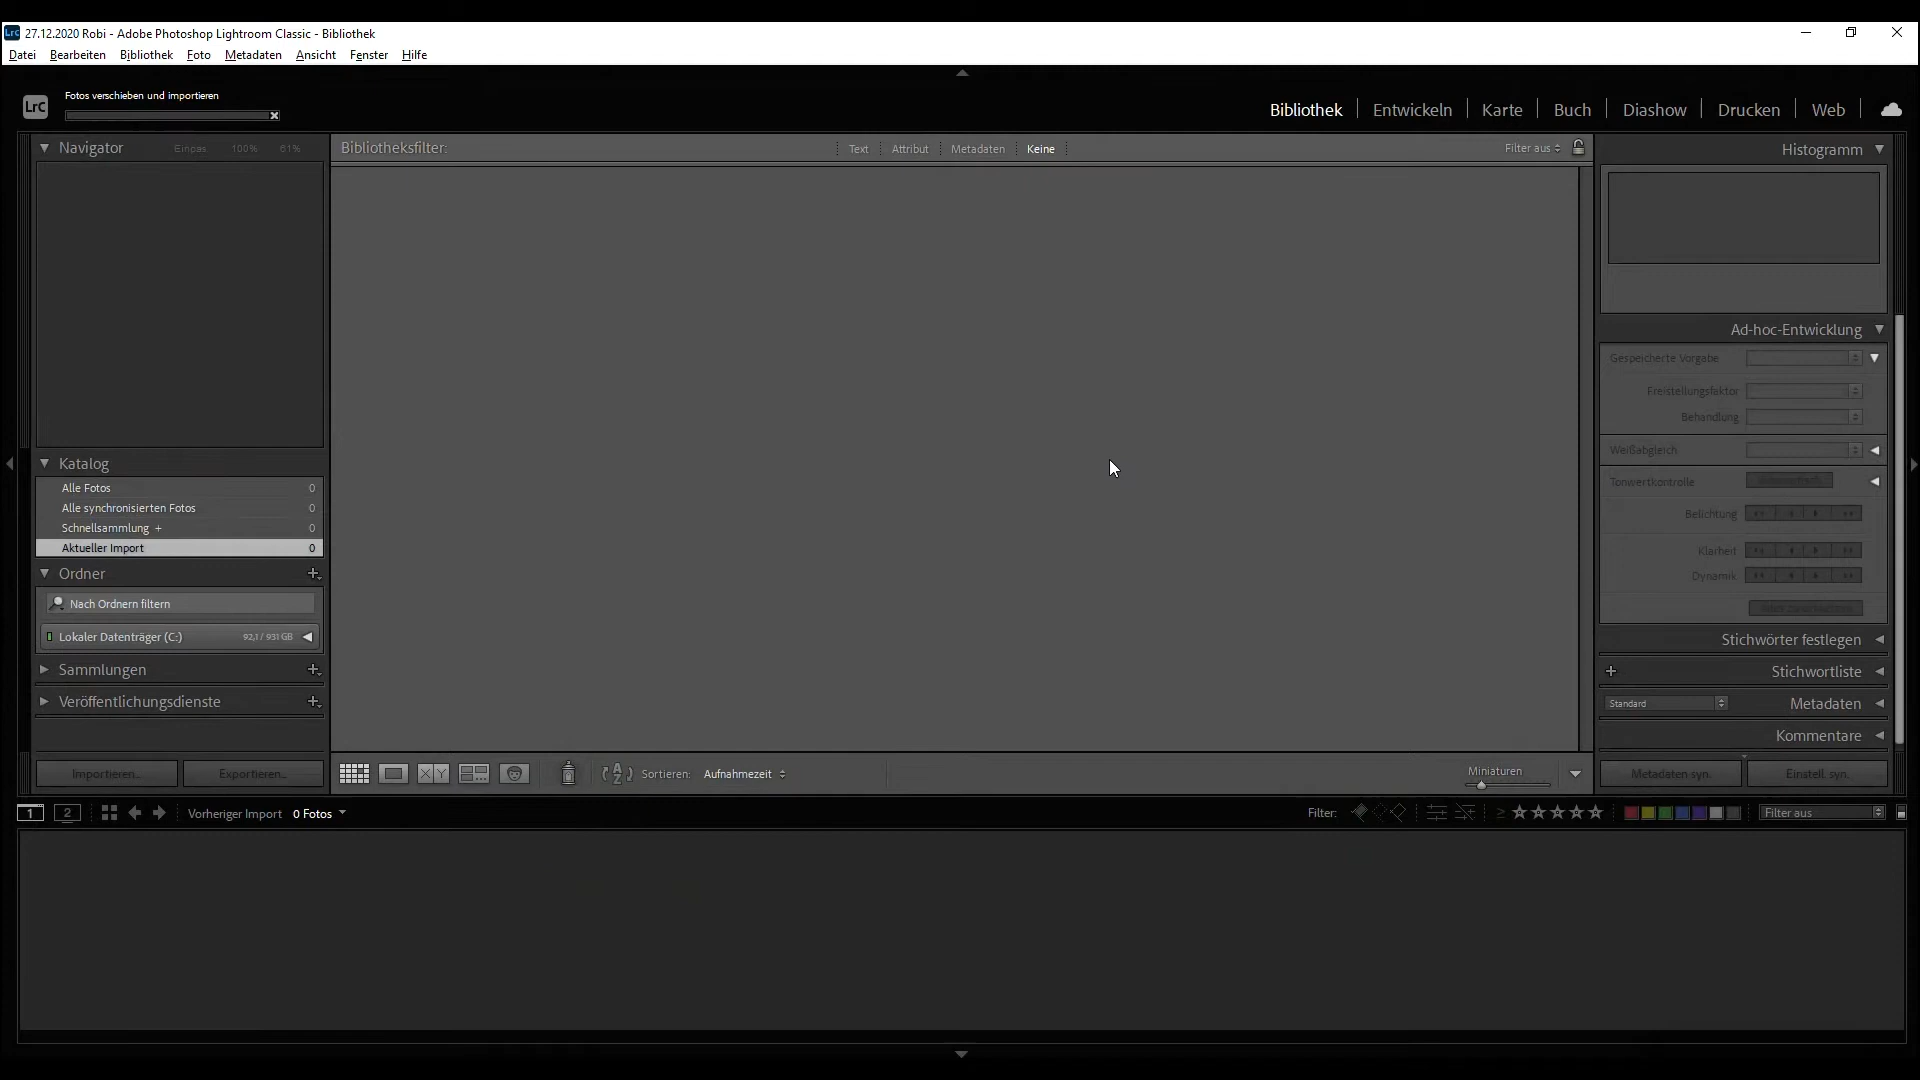 LrC 27.12.2020 Robi - Adobe Photoshop Lightroom Classic - Bibliothek
Datei Bearbeiten Bibliothek Foto Metadaten Ansicht Fenster Hilfe
LrC Fotos verschieben und importieren
Bibliothek Entwickeln Karte Buch Diashow Drucken Web
Navigator Einpas. 100% 61%
Bibliotheksfilter: Text Attribut Metadaten Keine Filter aus
Histogramm
Ad-hoc-Entwicklung
Gespeicherte Vorgabe
Freistellungsfaktor
Behandlung
Weißabgleich
Tonwertkontrolle
Belichtung
Klarheit
Dynamik
Stichwörter festlegen
Stichwortliste
Standard Metadaten
Kommentare
Metadaten syn. Einstell. syn.
Katalog
Alle Fotos 0
Alle synchronisierten Fotos 0
Schnellsammlung + 0
Aktueller Import 0
Ordner
Nach Ordnern filtern
Lokaler Datenträger (C:) 92,1 / 931 GB
Sammlungen
Veröffentlichungsdienste
Importieren... Exportieren...
X Y Sortieren: Aufnahmezeit Miniaturen
1 2 Vorheriger Import 0 Fotos Filter: Filter aus